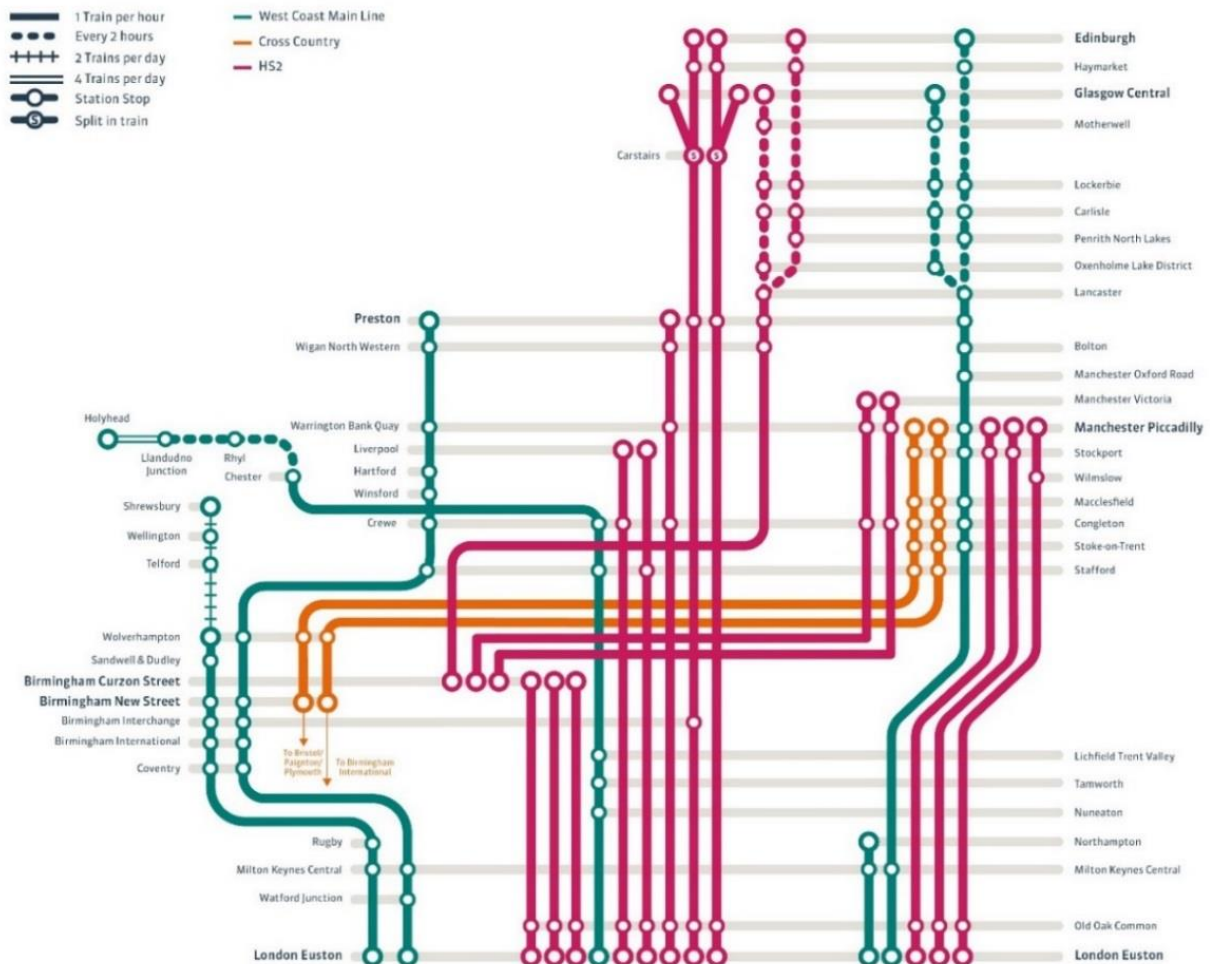 1 Train per hour
Every 2 hours
2 Trains per day
4 Trains per day
Station Stop
S
Split in train
West Coast Main Line
Cross Country
HS2
Edinburgh
Haymarket
Glasgow Central
Motherwell
Carstairs
S
S
Lockerbie
Carlisle
Penrith North Lakes
Oxenholme Lake District
Lancaster
Preston
Wigan North Western
Bolton
Manchester Oxford Road
Manchester Victoria
Holyhead
Warrington Bank Quay
Manchester Piccadilly
Liverpool
Stockport
Llandudno
Junction
Rhyl
Hartford
Chester
Wilmslow
Winsford
Shrewsbury
Macclesfield
Crewe
Congleton
Wellington
Stoke-on-Trent
Telford
Stafford
Wolverhampton
Sandwell & Dudley
Birmingham Curzon Street
Birmingham New Street
Birmingham Interchange
Birmingham International
To Bristol/
Paignton/
Plymouth
To Birmingham
International
Coventry
Lichfield Trent Valley
Tamworth
Nuneaton
Rugby
Northampton
Milton Keynes Central
Milton Keynes Central
Watford Junction
Old Oak Common
London Euston
London Euston